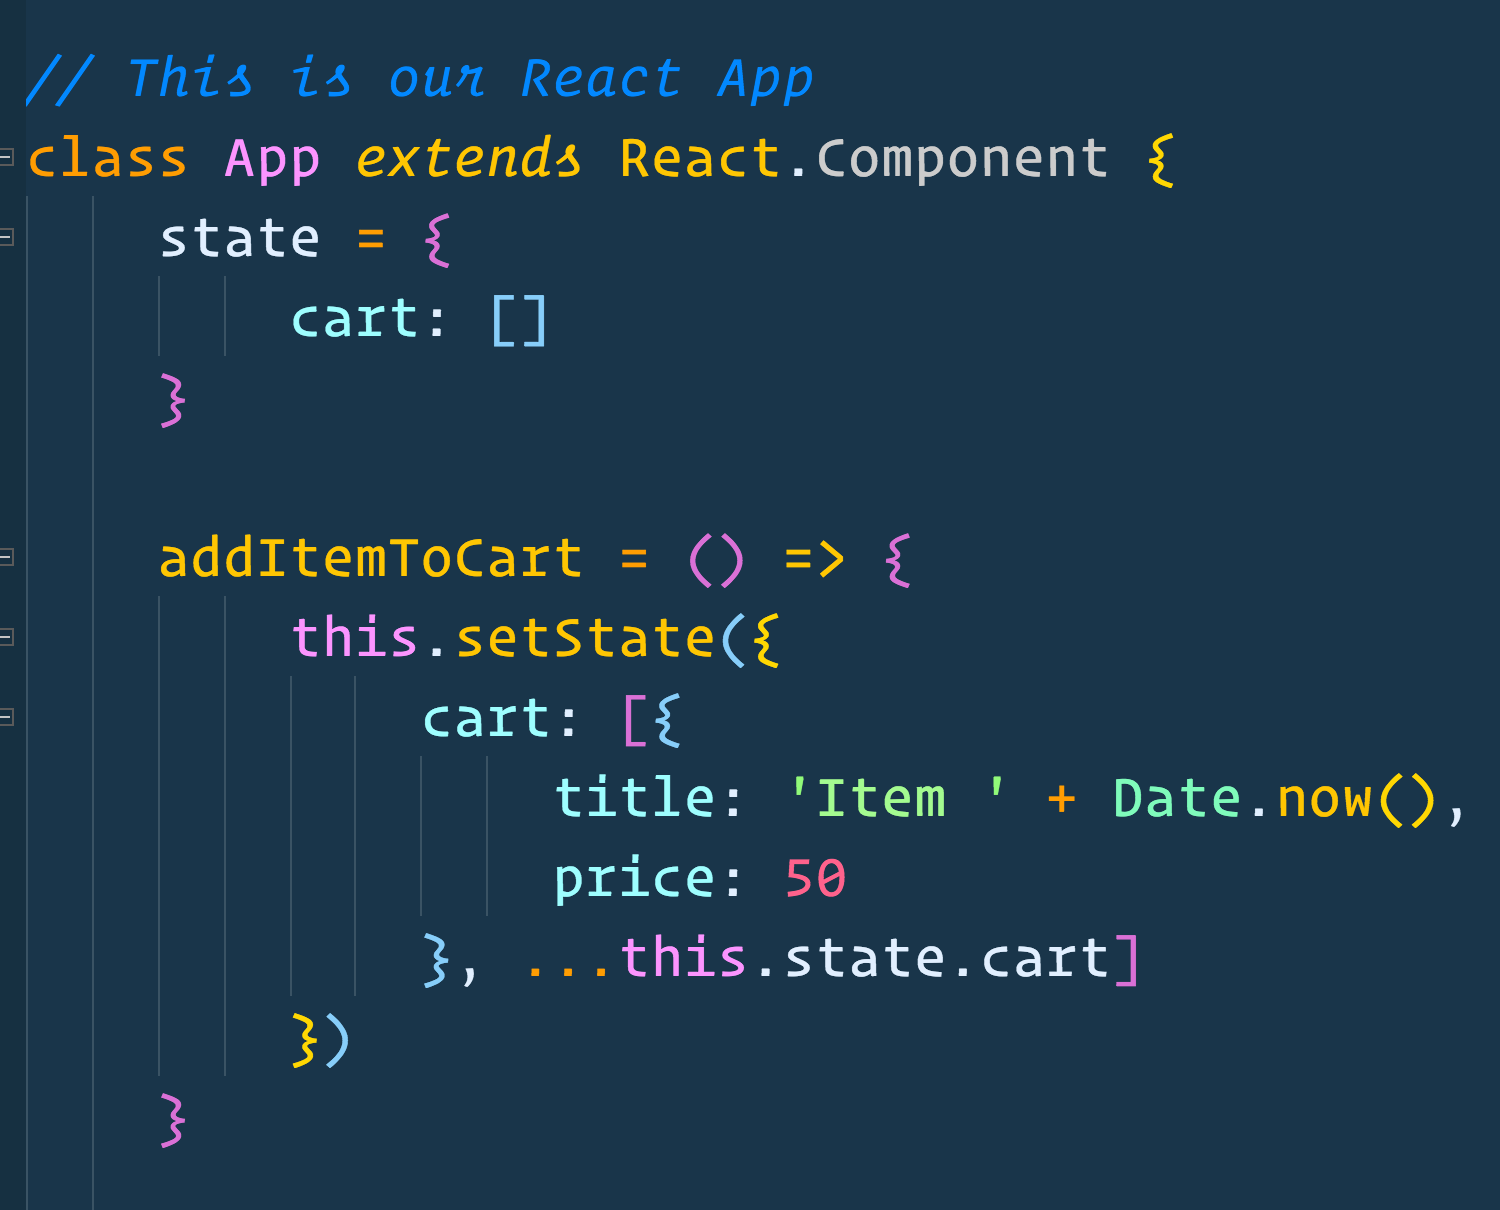 // This is our React App
class App extends React.Component {
    state = {
        cart: []
    }

    addItemToCart = () => {
        this.setState({
            cart: [{
                title: 'Item ' + Date.now(),
                price: 50
            }, ...this.state.cart]
        })
    }